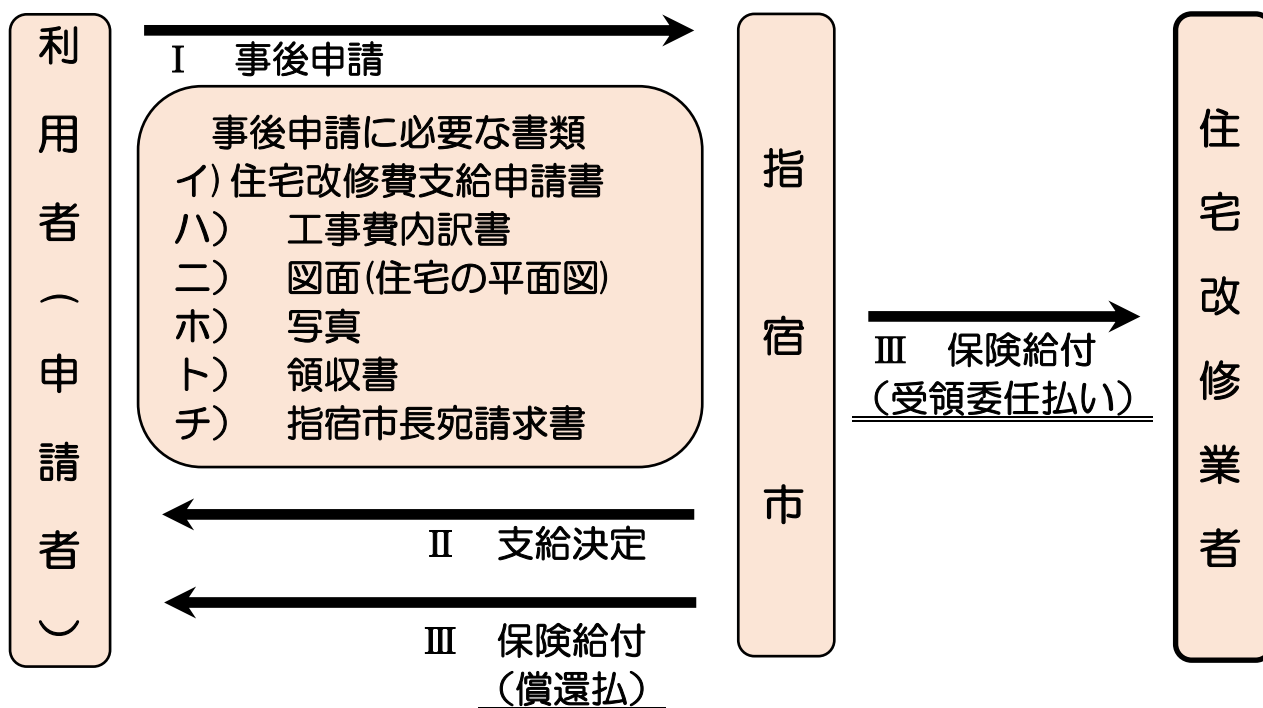 利用者（申請者）
Ⅰ 事後申請
事後申請に必要な書類
イ) 住宅改修費支給申請書
ハ） 工事費内訳書
ニ） 図面(住宅の平面図)
ホ） 写真
ト） 領収書
チ） 指宿市長宛請求書
Ⅱ 支給決定
Ⅲ 保険給付
（償還払）
指宿市
Ⅲ 保険給付
（受領委任払い）
住宅改修業者